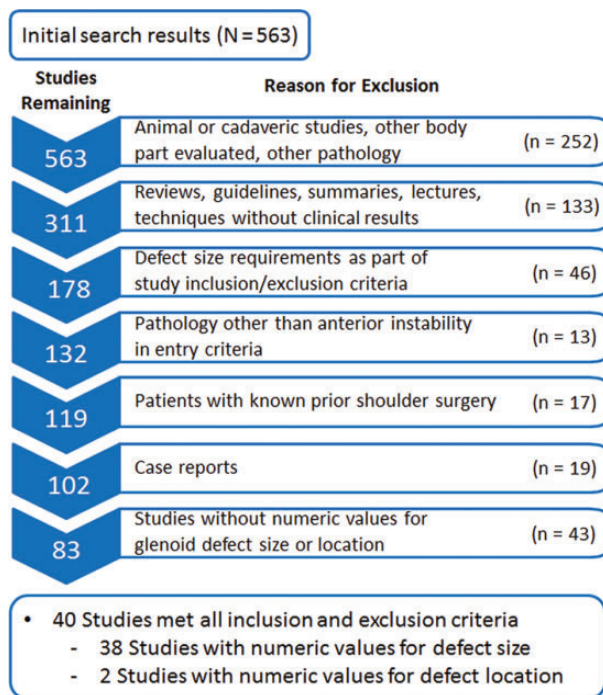 Initial search results (N = 563)
Studies
Remaining
Reason for Exclusion
563
Animal or cadaveric studies, other body
part evaluated, other pathology
(n = 252)
311
Reviews, guidelines, summaries, lectures,
techniques without clinical results
(n = 133)
178
Defect size requirements as part of
study inclusion/exclusion criteria
(n = 46)
132
Pathology other than anterior instability
in entry criteria
(n = 13)
119
Patients with known prior shoulder surgery
(n = 17)
102
Case reports
(n = 19)
83
Studies without numeric values for
glenoid defect size or location
(n = 43)
• 40 Studies met all inclusion and exclusion criteria
- 38 Studies with numeric values for defect size
- 2 Studies with numeric values for defect location